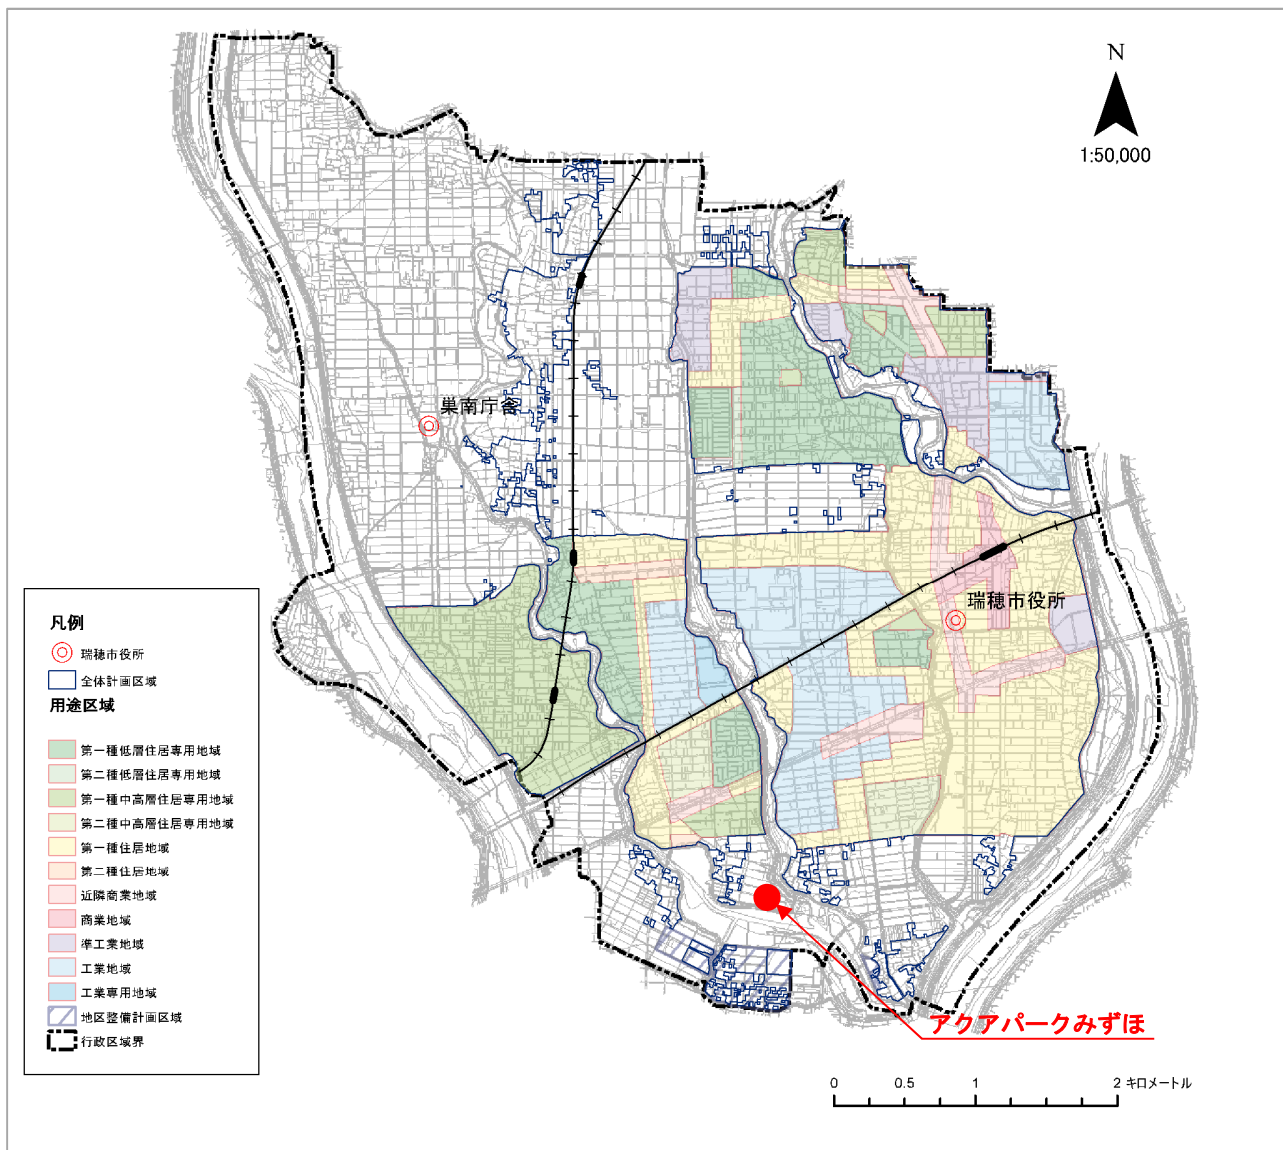 N
1:50,000
巣南庁舎
瑞穂市役所
凡例
瑞穂市役所
全体計画区域
用途区域
第一種低層住居専用地域
第二種低層住居専用地域
第一種中高層住居専用地域
第二種中高層住居専用地域
第一種住居地域
第二種住居地域
近隣商業地域
商業地域
準工業地域
工業地域
工業専用地域
地区整備計画区域
行政区域界
アクアパークみずほ
0 0.5 1 2 キロメートル